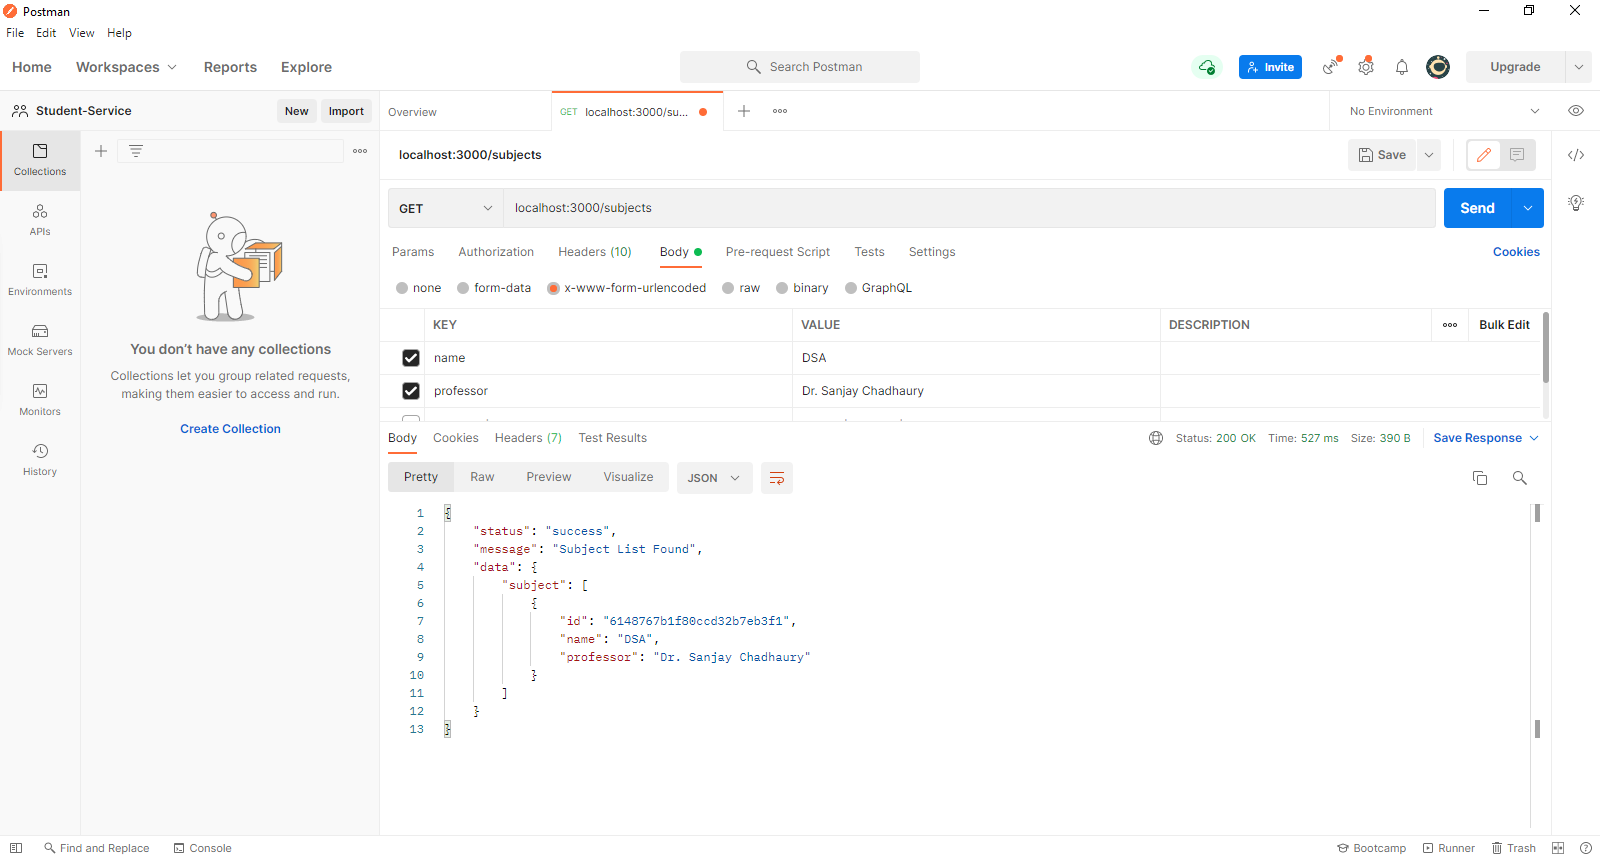 Postman
File Edit View Help
Home Workspaces Reports Explore
Search Postman
Invite
Upgrade
Student-Service New Import
Overview
GET localhost:3000/su...
No Environment
Collections
APIs
Environments
Mock Servers
Monitors
History
You don't have any collections
Collections let you group related requests,
making them easier to access and run.
Create Collection
localhost:3000/subjects
Save
GET localhost:3000/subjects Send
Params Authorization Headers (10) Body Pre-request Script Tests Settings Cookies
none form-data x-www-form-urlencoded raw binary GraphQL
KEY VALUE DESCRIPTION Bulk Edit
name DSA
professor Dr. Sanjay Chadhaury
Body Cookies Headers (7) Test Results Status: 200 OK Time: 527 ms Size: 390 B Save Response
Pretty Raw Preview Visualize JSON
1 {
2 "status": "success",
3 "message": "Subject List Found",
4 "data": {
5 "subject": [
6 {
7 "id": "6148767b1f80ccd32b7eb3f1",
8 "name": "DSA",
9 "professor": "Dr. Sanjay Chadhaury"
10 }
11 ]
12 }
13 }
Find and Replace Console Bootcamp Runner Trash